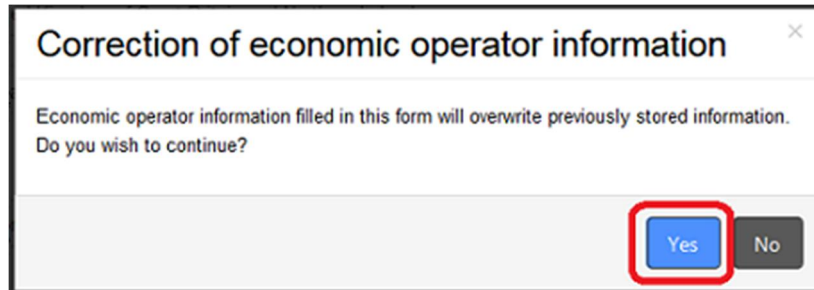 Correction of economic operator information
×
Economic operator information filled in this form will overwrite previously stored information.
Do you wish to continue?
Yes No